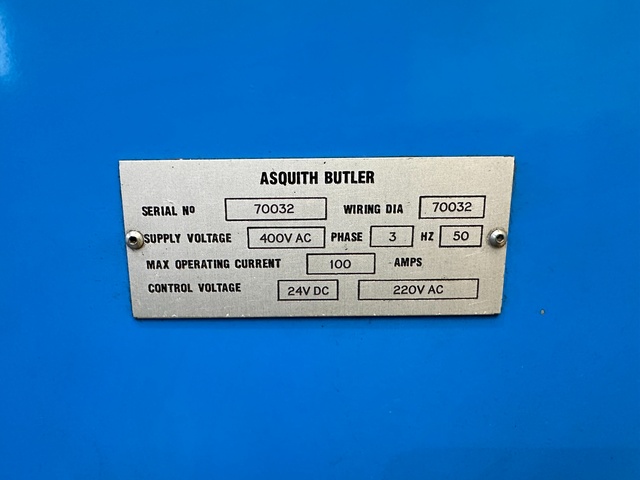 ASQUITH BUTLER
SERIAL Nº 70032 WIRING DIA 70032
SUPPLY VOLTAGE 400V AC PHASE 3 HZ 50
MAX OPERATING CURRENT 100 AMPS
CONTROL VOLTAGE 24V DC 220V AC